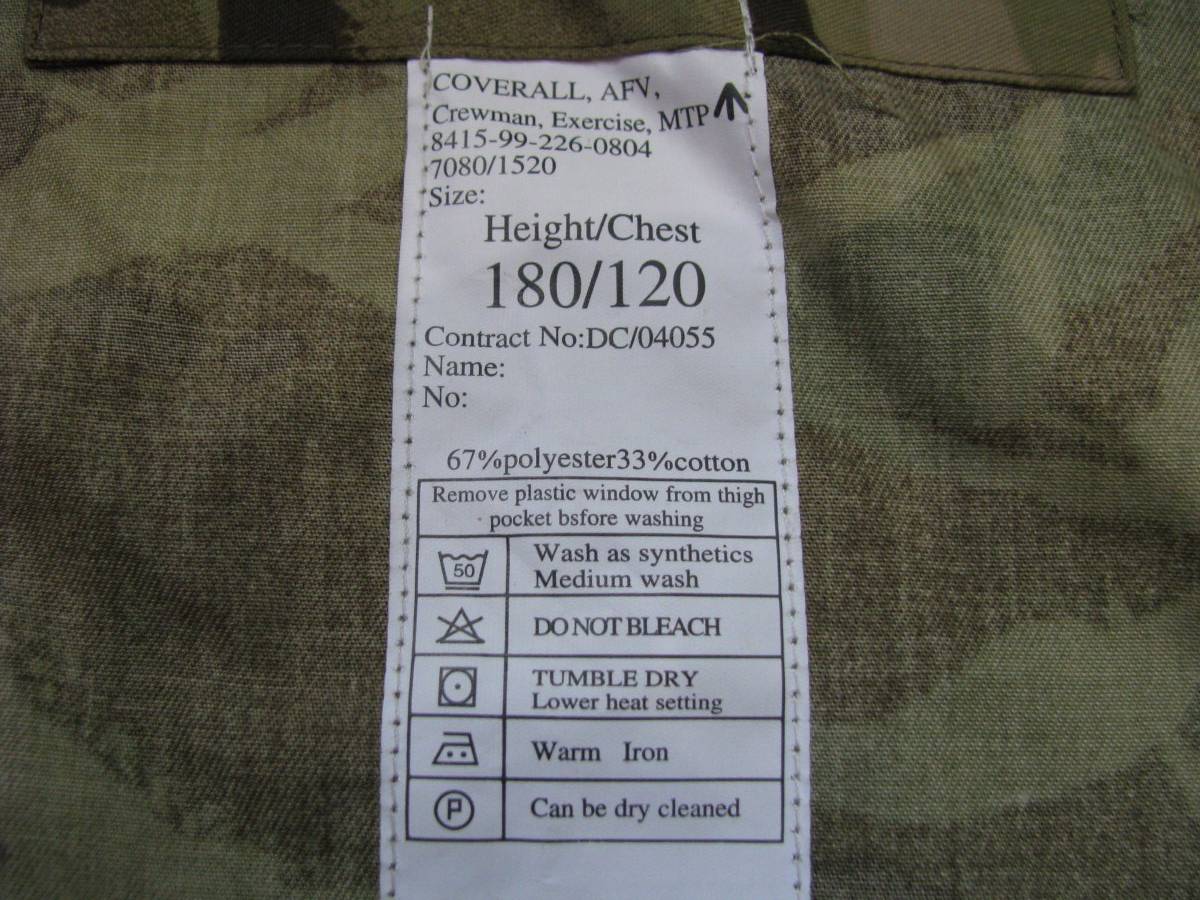 COVERALL, AFV,
Crewman, Exercise, MTP
8415-99-226-0804
7080/1520
Size:
Height/Chest
180/120
Contract No:DC/04055
Name:
No:
67%polyester33%cotton
Remove plastic window from thigh
pocket bsfore washing
50
Wash as synthetics
Medium wash
DO NOT BLEACH
TUMBLE DRY
Lower heat setting
Warm Iron
P
Can be dry cleaned